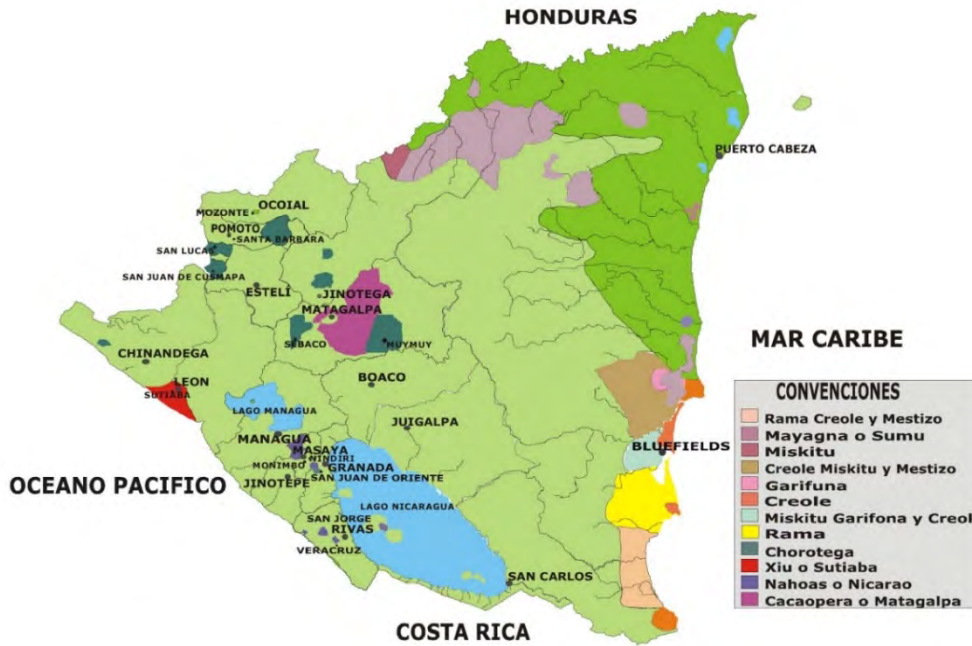 HONDURAS
PUERTO CABEZA
OCOIAL
MOZONTE
POMOTO
SANTA BARBARA
SAN LUCAS
SAN JUAN DE CUSMAPA
ESTELÍ
JINOTEGA
MATAGALPA
SEBACO
MUYMUY
MAR CARIBE
CHINANDEGA
BOACO
LEON
SUTIABA
LAGO MANAGUA
JUIGALPA
MANAGUA
MASAYA
BLUEFIELDS
NINDIRI
MONIMBO
GRANADA
JINOTEPE
SAN JUAN DE ORIENTE
OCEANO PACIFICO
LAGO NICARAGUA
SAN JORGE
RIVAS
VERACRUZ
SAN CARLOS
COSTA RICA
CONVENCIONES
Rama Creole y Mestizo
Mayagna o Sumu
Miskitu
Creole Miskitu y Mestizo
Garifuna
Creole
Miskitu Garifona y Creol
Rama
Chorotega
Xiu o Sutiaba
Nahoas o Nicarao
Cacaopera o Matagalpa